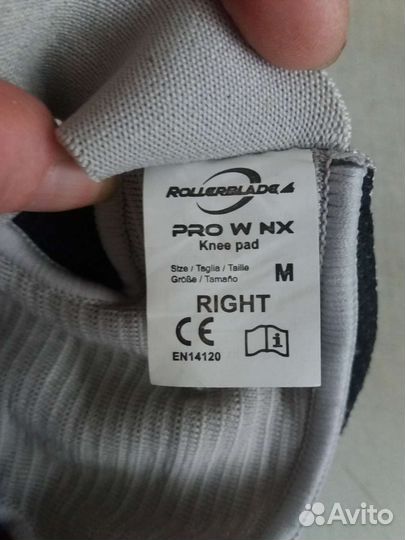 ROLLERBLADE
PRO W NX
Knee pad
Size / Taglia / Taille
Größe / Tamaño
M
RIGHT
CE
EN14120
i
Avito